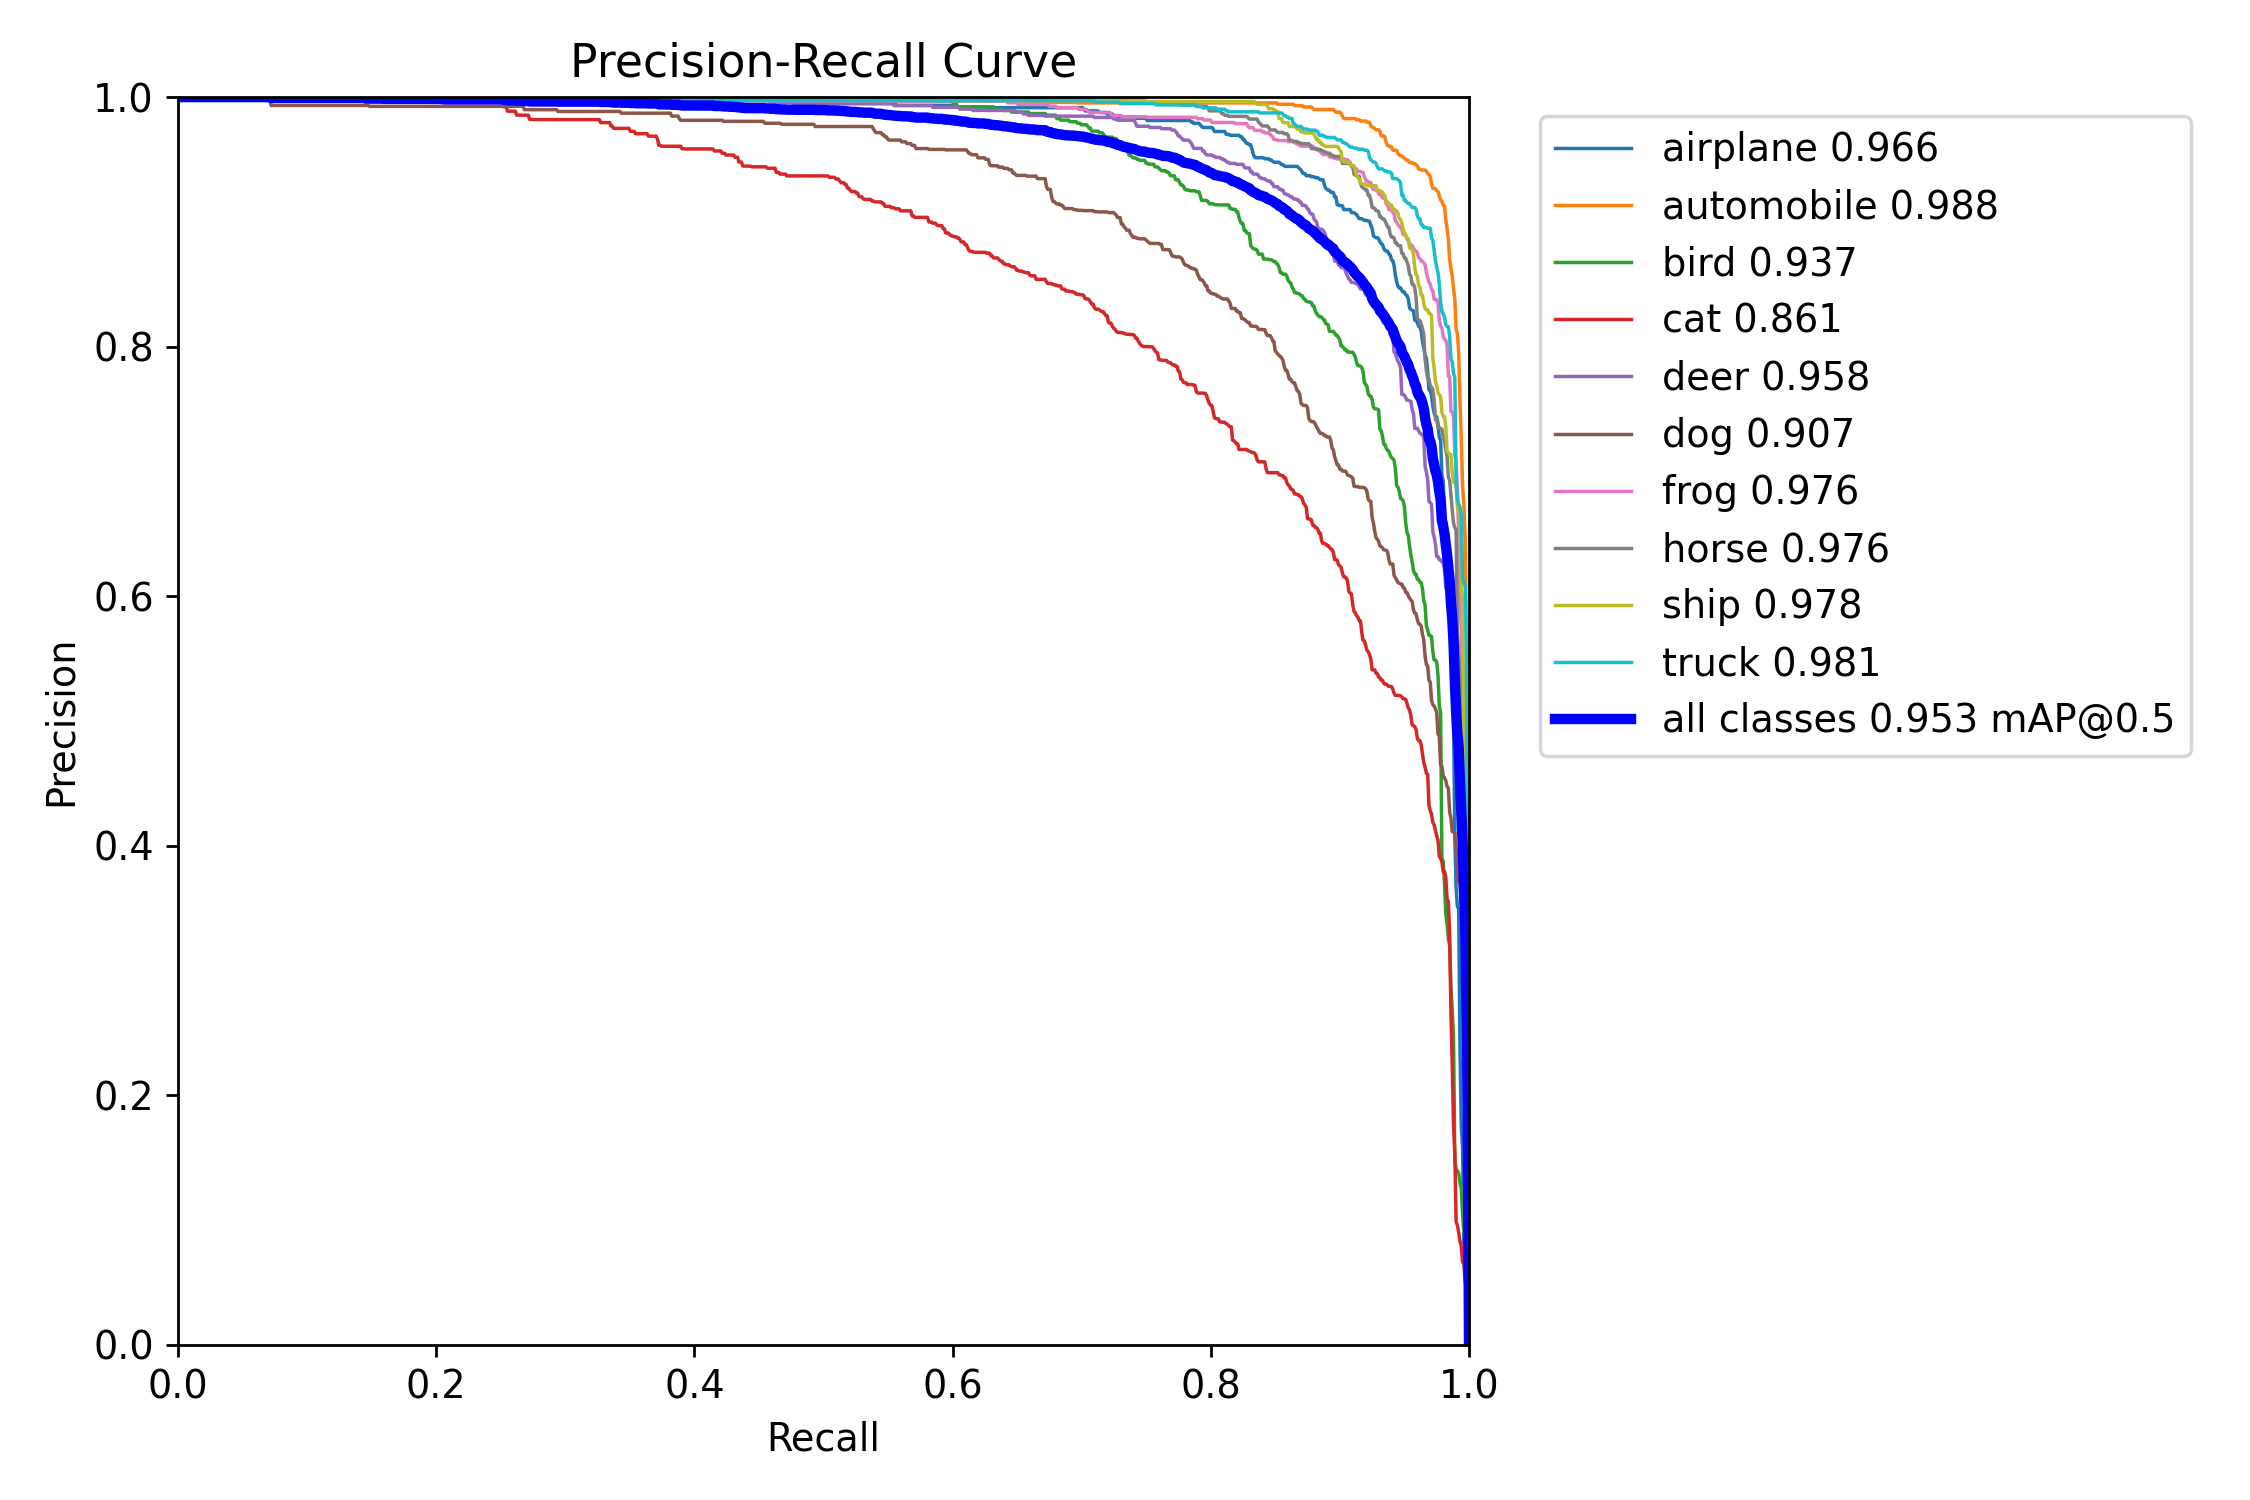 Precision-Recall Curve
1.0
0.8
0.6
0.4
0.2
0.0
Precision
0.0 0.2 0.4 0.6 0.8 1.0
Recall
airplane 0.966
automobile 0.988
bird 0.937
cat 0.861
deer 0.958
dog 0.907
frog 0.976
horse 0.976
ship 0.978
truck 0.981
all classes 0.953 mAP@0.5